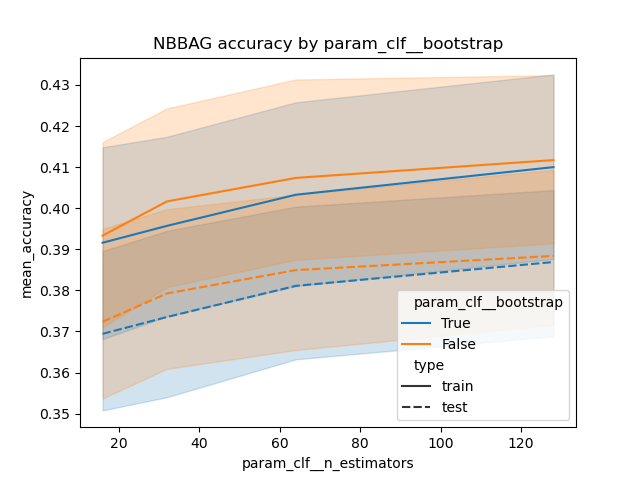 NBBAG accuracy by param_clf__bootstrap
0.43
0.42
0.41
0.40
0.39
0.38
0.37
0.36
0.35
mean_accuracy
param_clf__bootstrap
True
False
type
train
test
20 40 60 80 100 120
param_clf__n_estimators